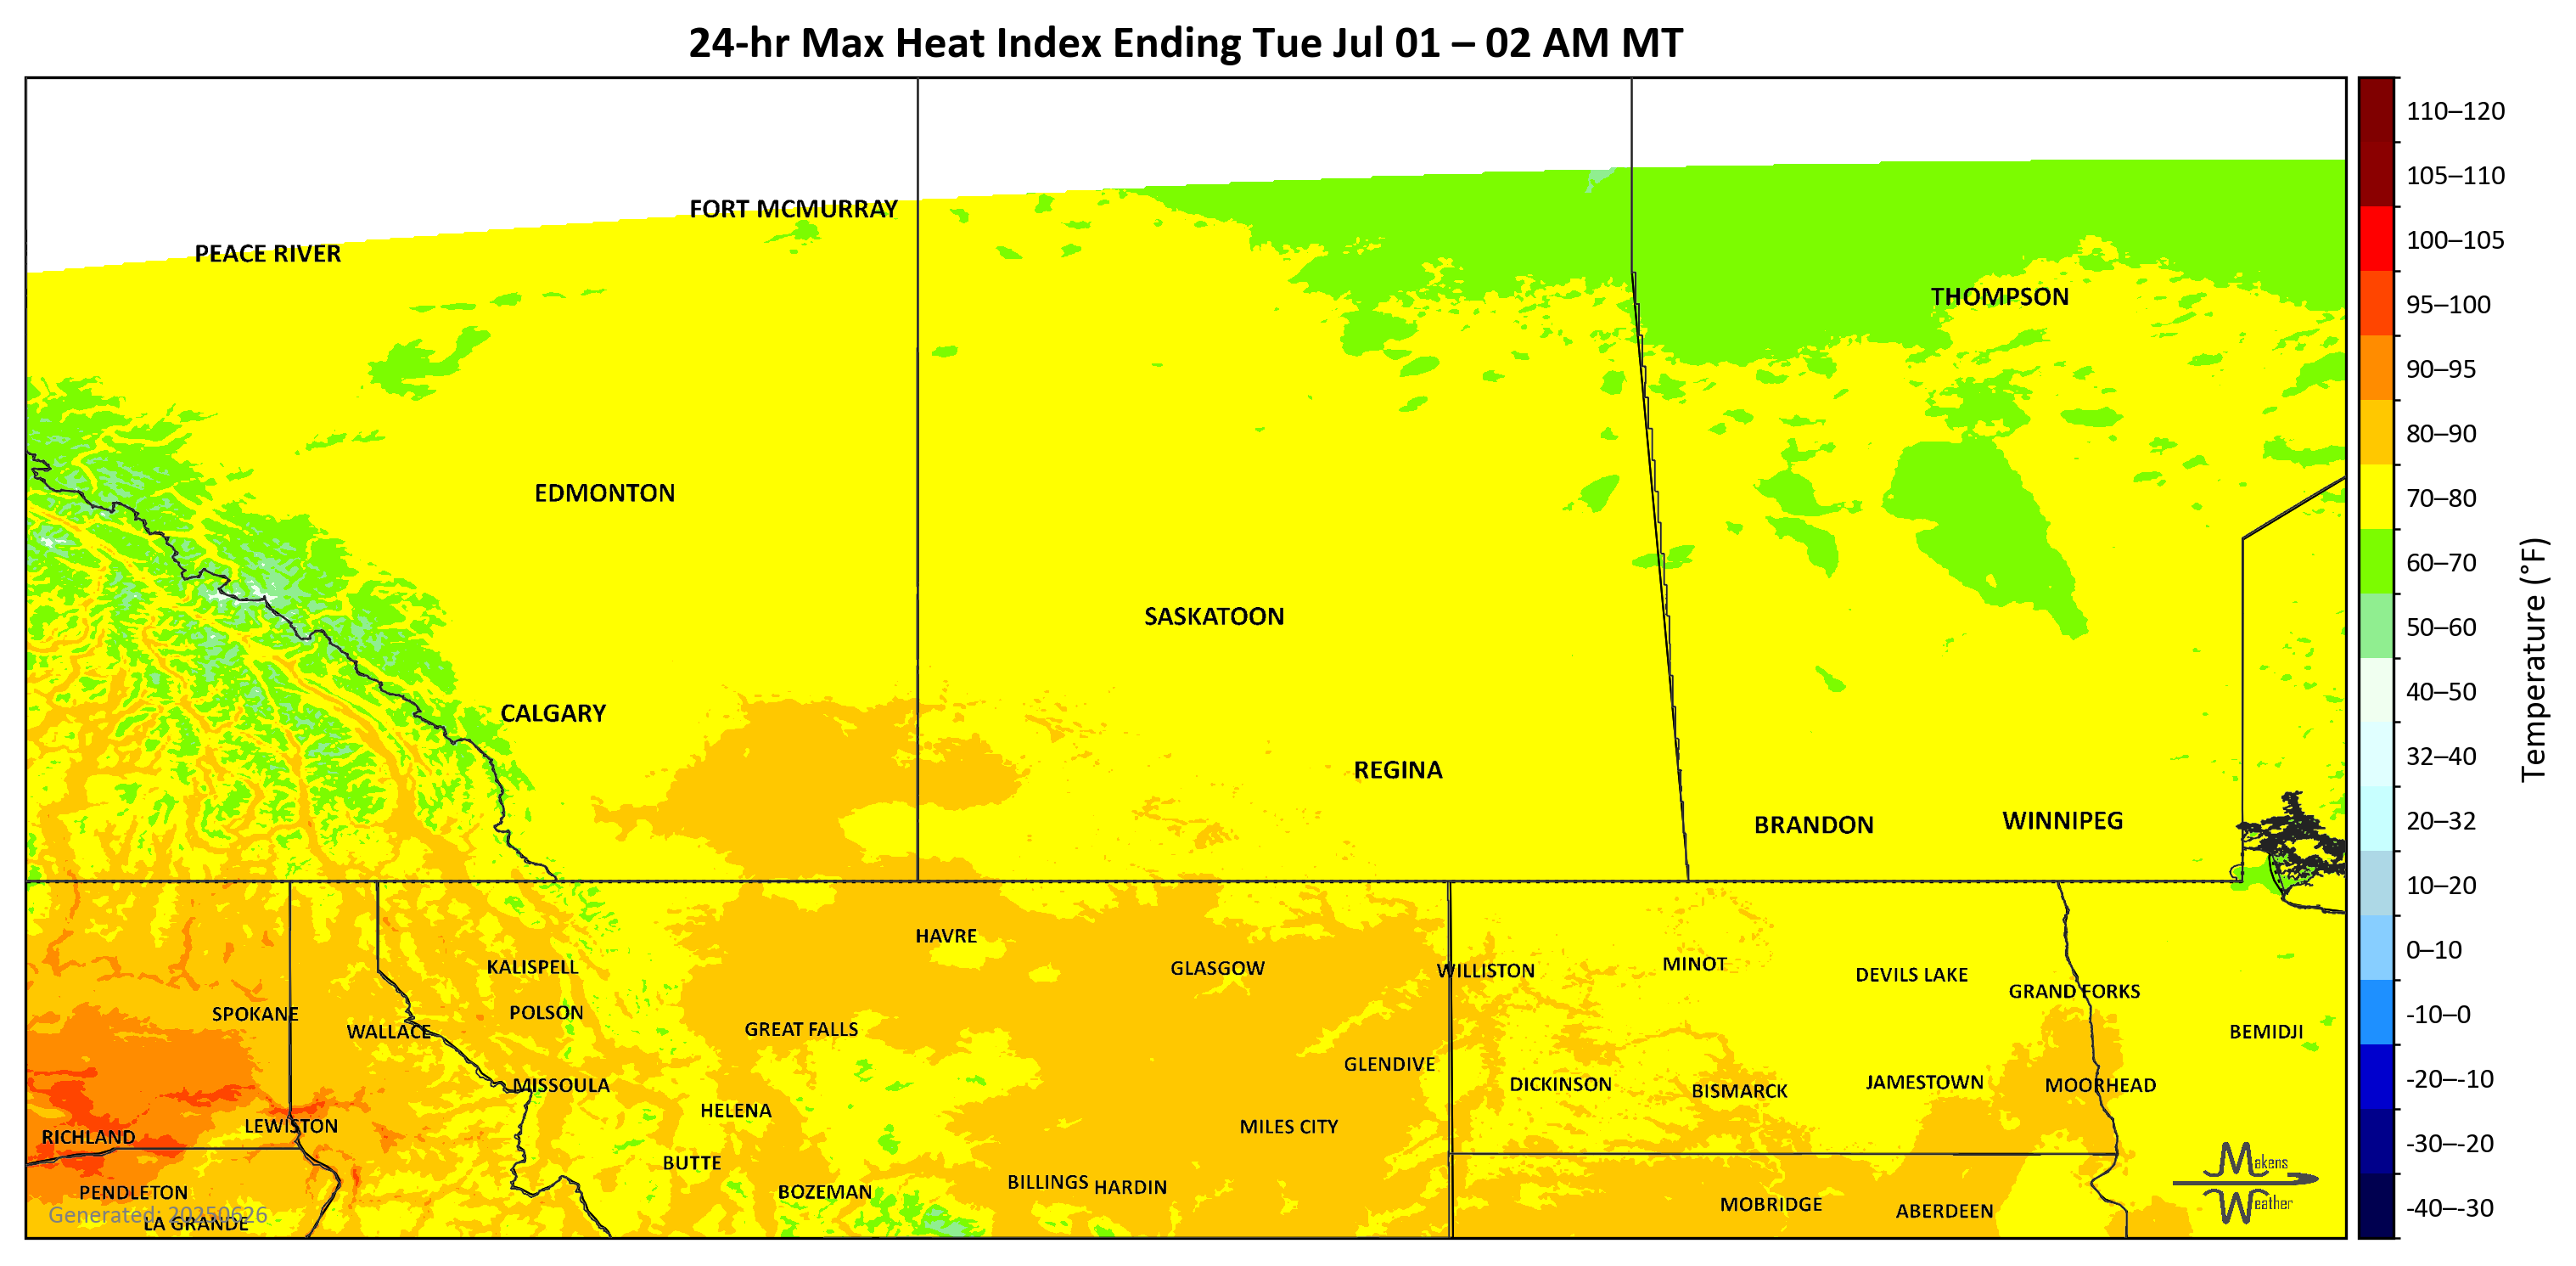 24-hr Max Heat Index Ending Tue Jul 01 – 02 AM MT
FORT MCMURRAY
PEACE RIVER
THOMPSON
EDMONTON
SASKATOON
CALGARY
REGINA
BRANDON
WINNIPEG
HAVRE
KALISPELL
GLASGOW
WILLISTON
MINOT
DEVILS LAKE
GRAND FORKS
SPOKANE
POLSON
WALLACE
GREAT FALLS
BEMIDJI
GLENDIVE
MISSOULA
DICKINSON
BISMARCK
JAMESTOWN
MOORHEAD
HELENA
LEWISTON
MILES CITY
RICHLAND
BUTTE
BILLINGS
HARDIN
PENDLETON
BOZEMAN
MOBRIDGE
ABERDEEN
Generated: 20250626
LA GRANDE
Makens
Weather
110–120
105–110
100–105
95–100
90–95
80–90
70–80
60–70
50–60
40–50
32–40
20–32
10–20
0–10
-10–0
-20–-10
-30–-20
-40–-30
Temperature (°F)